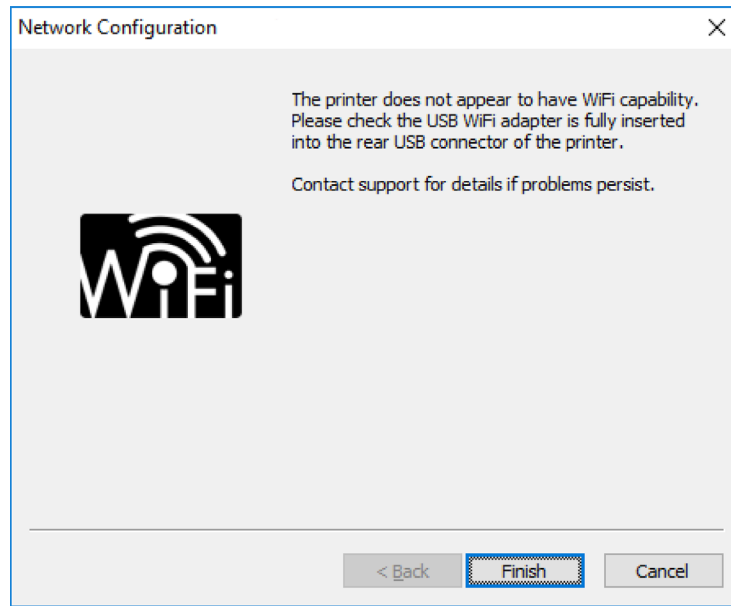 Network Configuration
The printer does not appear to have WiFi capability.
Please check the USB WiFi adapter is fully inserted
into the rear USB connector of the printer.
Contact support for details if problems persist.
WiFi
< Back
Finish
Cancel